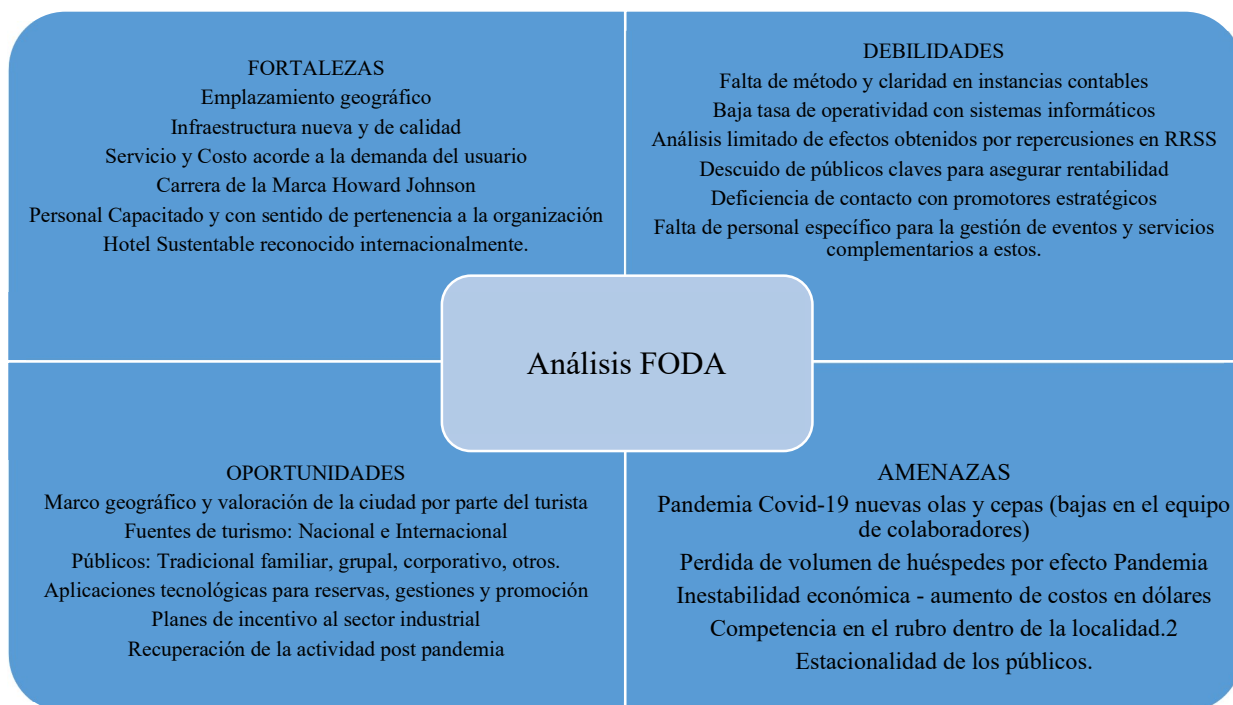 FORTALEZAS
Emplazamiento geográfico
Infraestructura nueva y de calidad
Servicio y Costo acorde a la demanda del usuario
Carrera de la Marca Howard Johnson
Personal Capacitado y con sentido de pertenencia a la organización
Hotel Sustentable reconocido internacionalmente.
DEBILIDADES
Falta de método y claridad en instancias contables
Baja tasa de operatividad con sistemas informáticos
Análisis limitado de efectos obtenidos por repercusiones en RRSS
Descuido de públicos claves para asegurar rentabilidad
Deficiencia de contacto con promotores estratégicos
Falta de personal específico para la gestión de eventos y servicios
complementarios a estos.
Análisis FODA
OPORTUNIDADES
Marco geográfico y valoración de la ciudad por parte del turista
Fuentes de turismo: Nacional e Internacional
Públicos: Tradicional familiar, grupal, corporativo, otros.
Aplicaciones tecnológicas para reservas, gestiones y promoción
Planes de incentivo al sector industrial
Recuperación de la actividad post pandemia
AMENAZAS
Pandemia Covid-19 nuevas olas y cepas (bajas en el equipo
de colaboradores)
Perdida de volumen de huéspedes por efecto Pandemia
Inestabilidad económica - aumento de costos en dólares
Competencia en el rubro dentro de la localidad.2
Estacionalidad de los públicos.